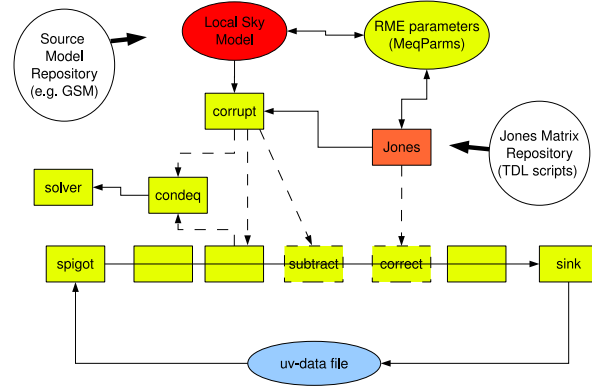 Source
Model
Repository
(e.g. GSM)
Local Sky
Model
RME parameters
(MeqParms)
corrupt
Jones
Jones Matrix
Repository
(TDL scripts)
solver
condeq
spigot
subtract
correct
sink
uv-data file